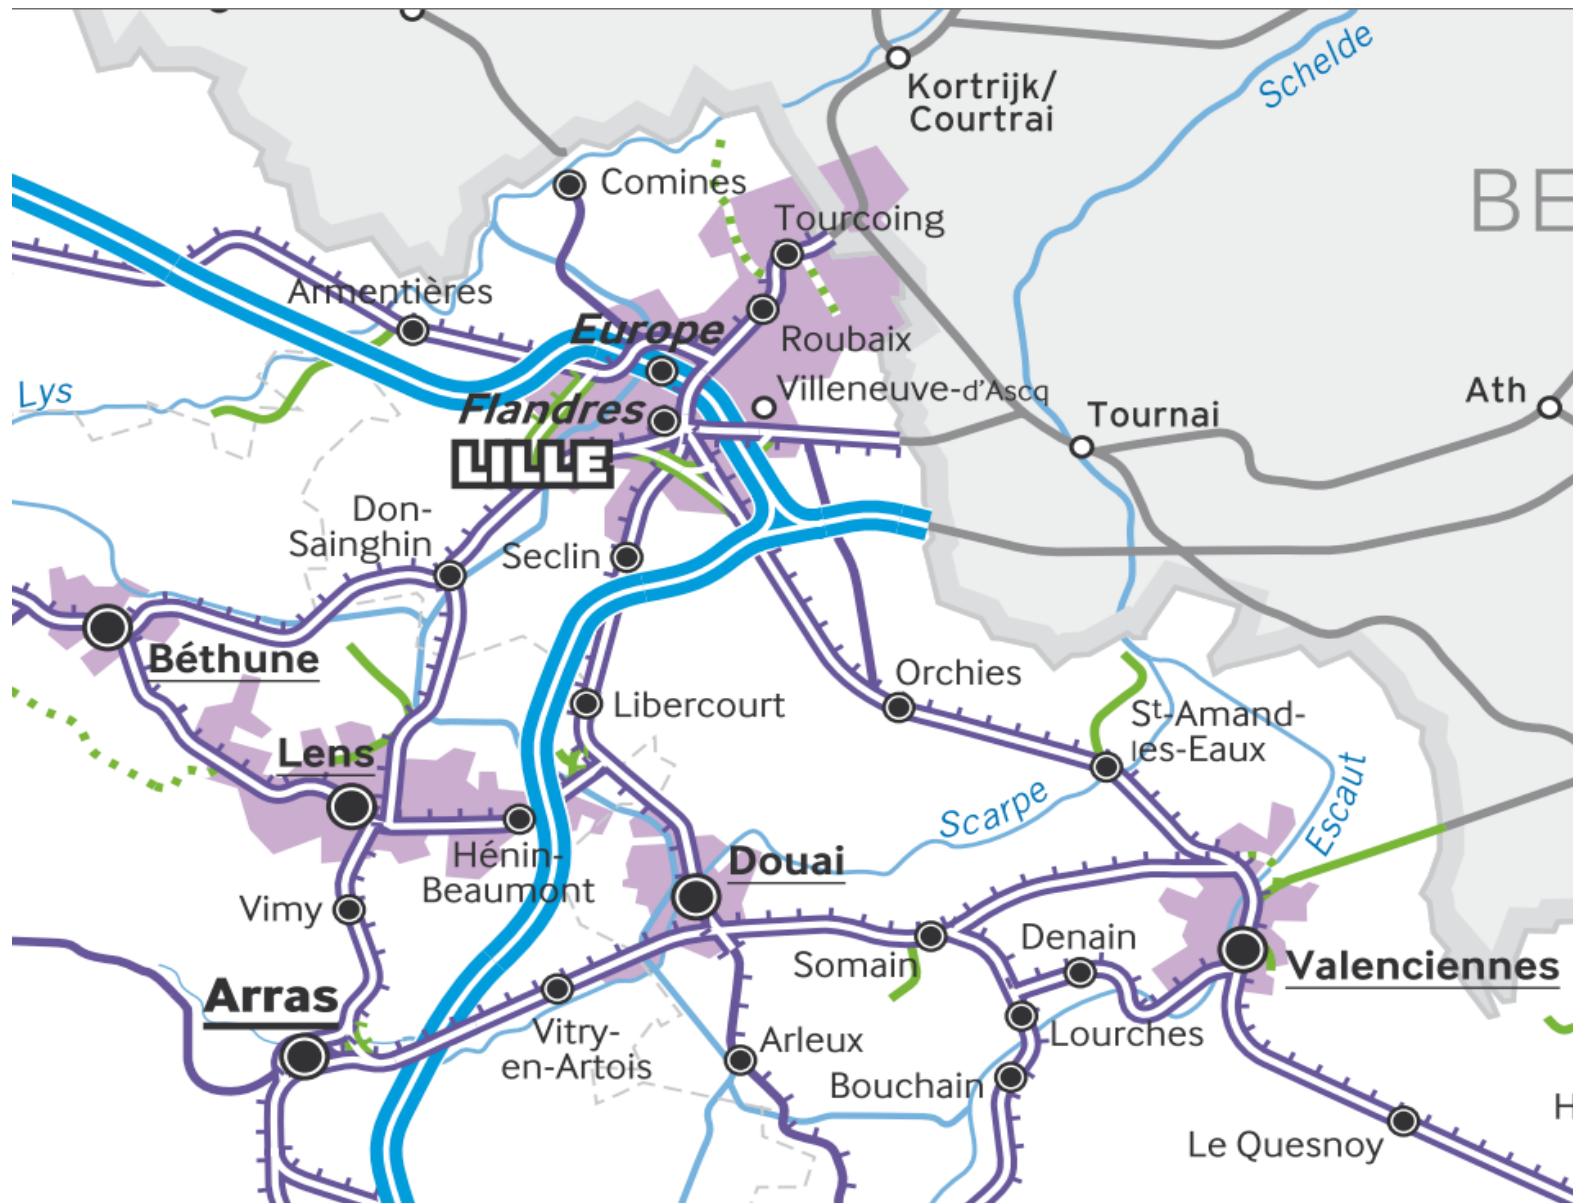 Kortrijk/
Courtrai
Schelde
BE
Comines
Tourcoing
Armentières
Europe
Roubaix
Lys
Villeneuve-d'Ascq
Ath
Flandres
Tournai
LILLE
Don-
Sainghin
Seclin
Béthune
Orchies
Libercourt
St-Amand-
les-Eaux
Lens
Escaut
Scarpe
Hénin-
Beaumont
Douai
Vimy
Denain
Somain
Valenciennes
Arras
Vitry-
en-Artois
Arleux
Lourches
Bouchain
H
Le Quesnoy